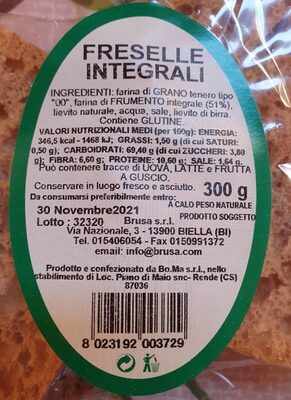 FRESELLE
INTEGRALI
INGREDIENTI: farina di GRANO tenero tipo
"00", farina di FRUMENTO integrale (51%),
lievito naturale, acqua, sale, lievito di birra.
Contiene GLUTINE.
VALORI NUTRIZIONALI MEDI (per 100g): ENERGIA:
346,5 kcal - 1468 kJ; GRASSI: 1,50 g (di cui SATURI:
0,50 g); CARBOIDRATI: 69,40 g (di cui ZUCCHERI: 3,80
g); FIBRA: 6,60 g; PROTEINE: 10,60 g; SALE: 1,64 g.
Può contenere tracce di UOVA, LATTE e FRUTTA
A GUSCIO.
Conservare in luogo fresco e asciutto. 300 g
Da consumarsi preferibilmente entro:
A CALO PESO NATURALE
30 Novembre2021 Brusa s.r.l. PRODOTTO SOGGETTO
Lotto : 32320
Via Nazionale, 3 - 13900 BIELLA (BI)
Tel. 015406054 - Fax 0150991372
email: info@brusa.com
Prodotto e confezionato da Bo.Ma s.r.l., nello
stabilimento di Loc. Piano di Maio snc- Rende (CS)
87036
8 023192 003729